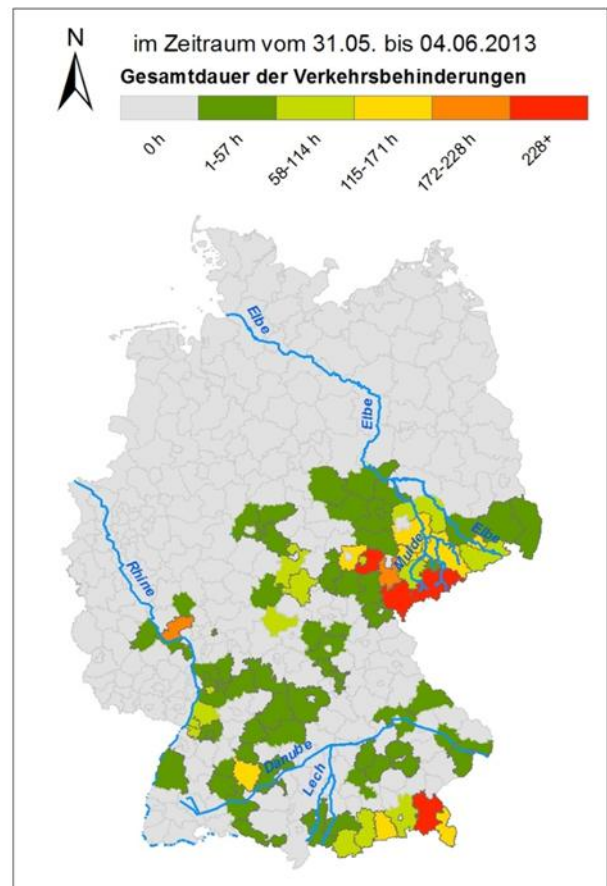 N
im Zeitraum vom 31.05. bis 04.06.2013
Gesamtdauer der Verkehrsbehinderungen
0 h
1-57 h
58-114 h
115-171 h
172-228 h
228+
Elbe
Elbe
Elbe
Mulde
Rhine
Danube
Lech